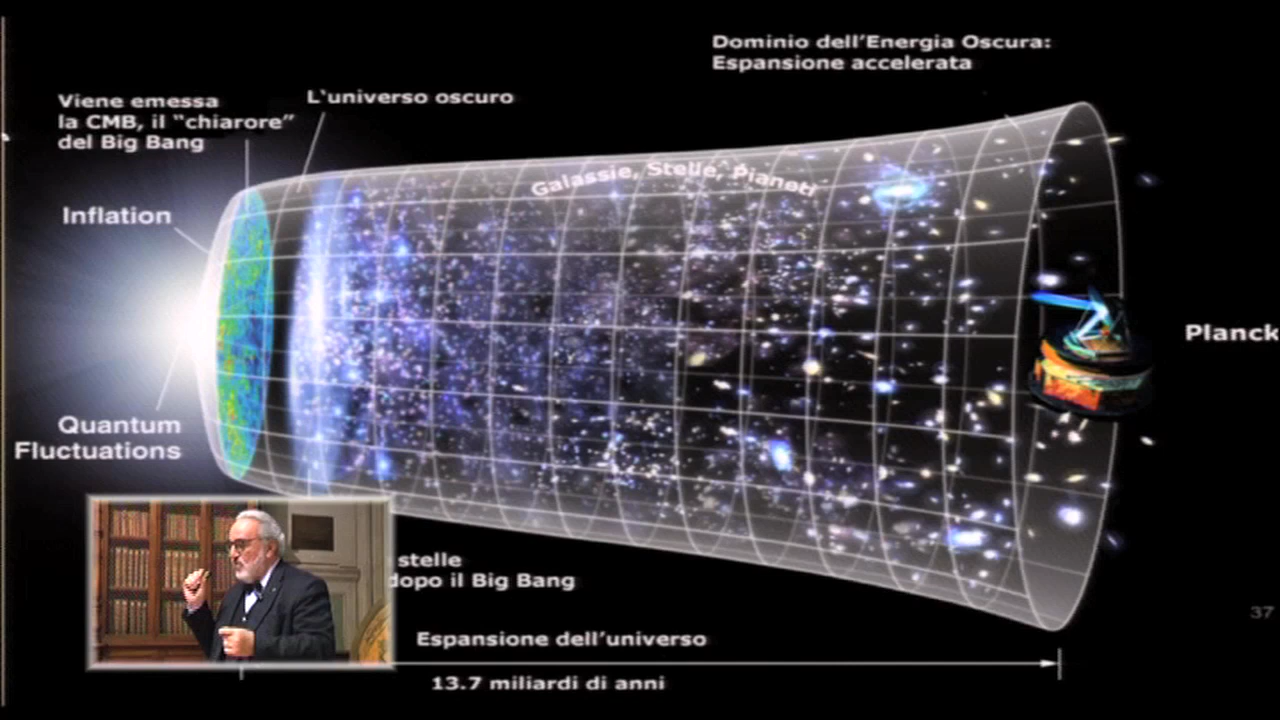 Dominio dell'Energia Oscura:
Espansione accelerata
L'universo oscuro
Viene emessa
la CMB, il "chiarore"
del Big Bang
Galassie, Stelle, Pianeti
Inflation
Planck
Quantum
Fluctuations
stelle
dopo il Big Bang
37
Espansione dell'universo
13.7 miliardi di anni